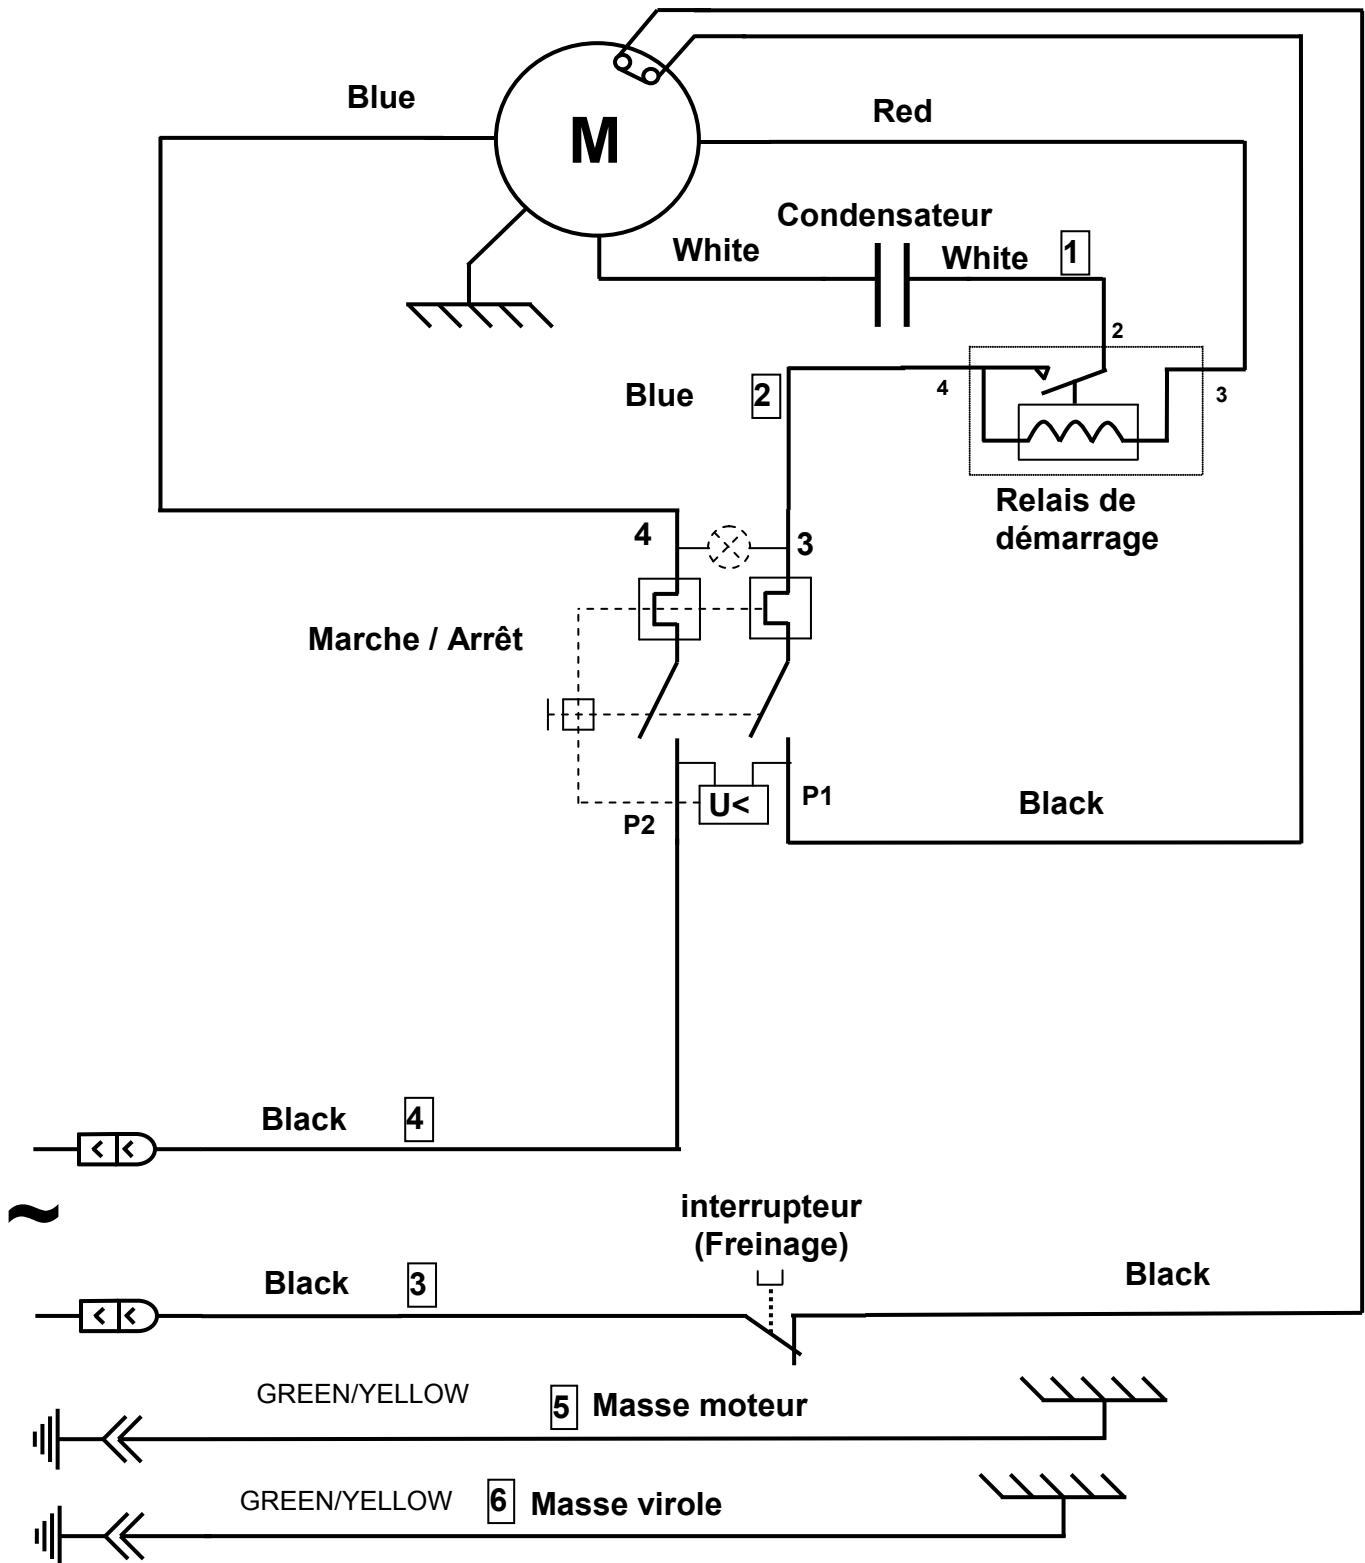 Blue
M
Red
Condensateur
White
White
1
2
Blue
2
4
3
Relais de
démarrage
4
3
Marche / Arrêt
U<
P1
P2
Black
Black
4
~
interrupteur
(Freinage)
Black
3
Black
GREEN/YELLOW
5
Masse moteur
GREEN/YELLOW
6
Masse virole